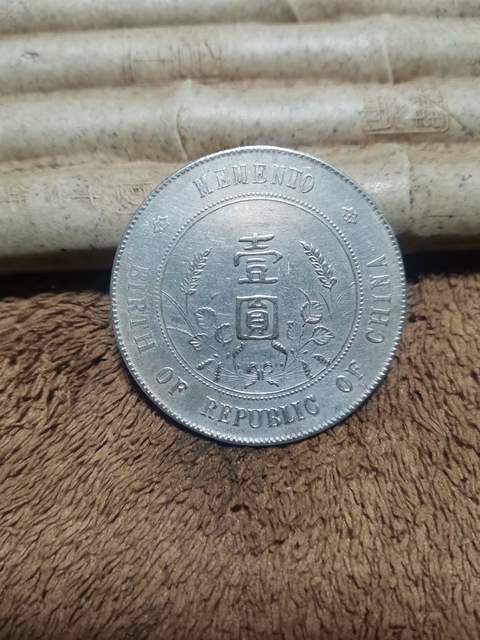 MEMENTO
BIRTH OF REPUBLIC OF CHINA
壹
圓